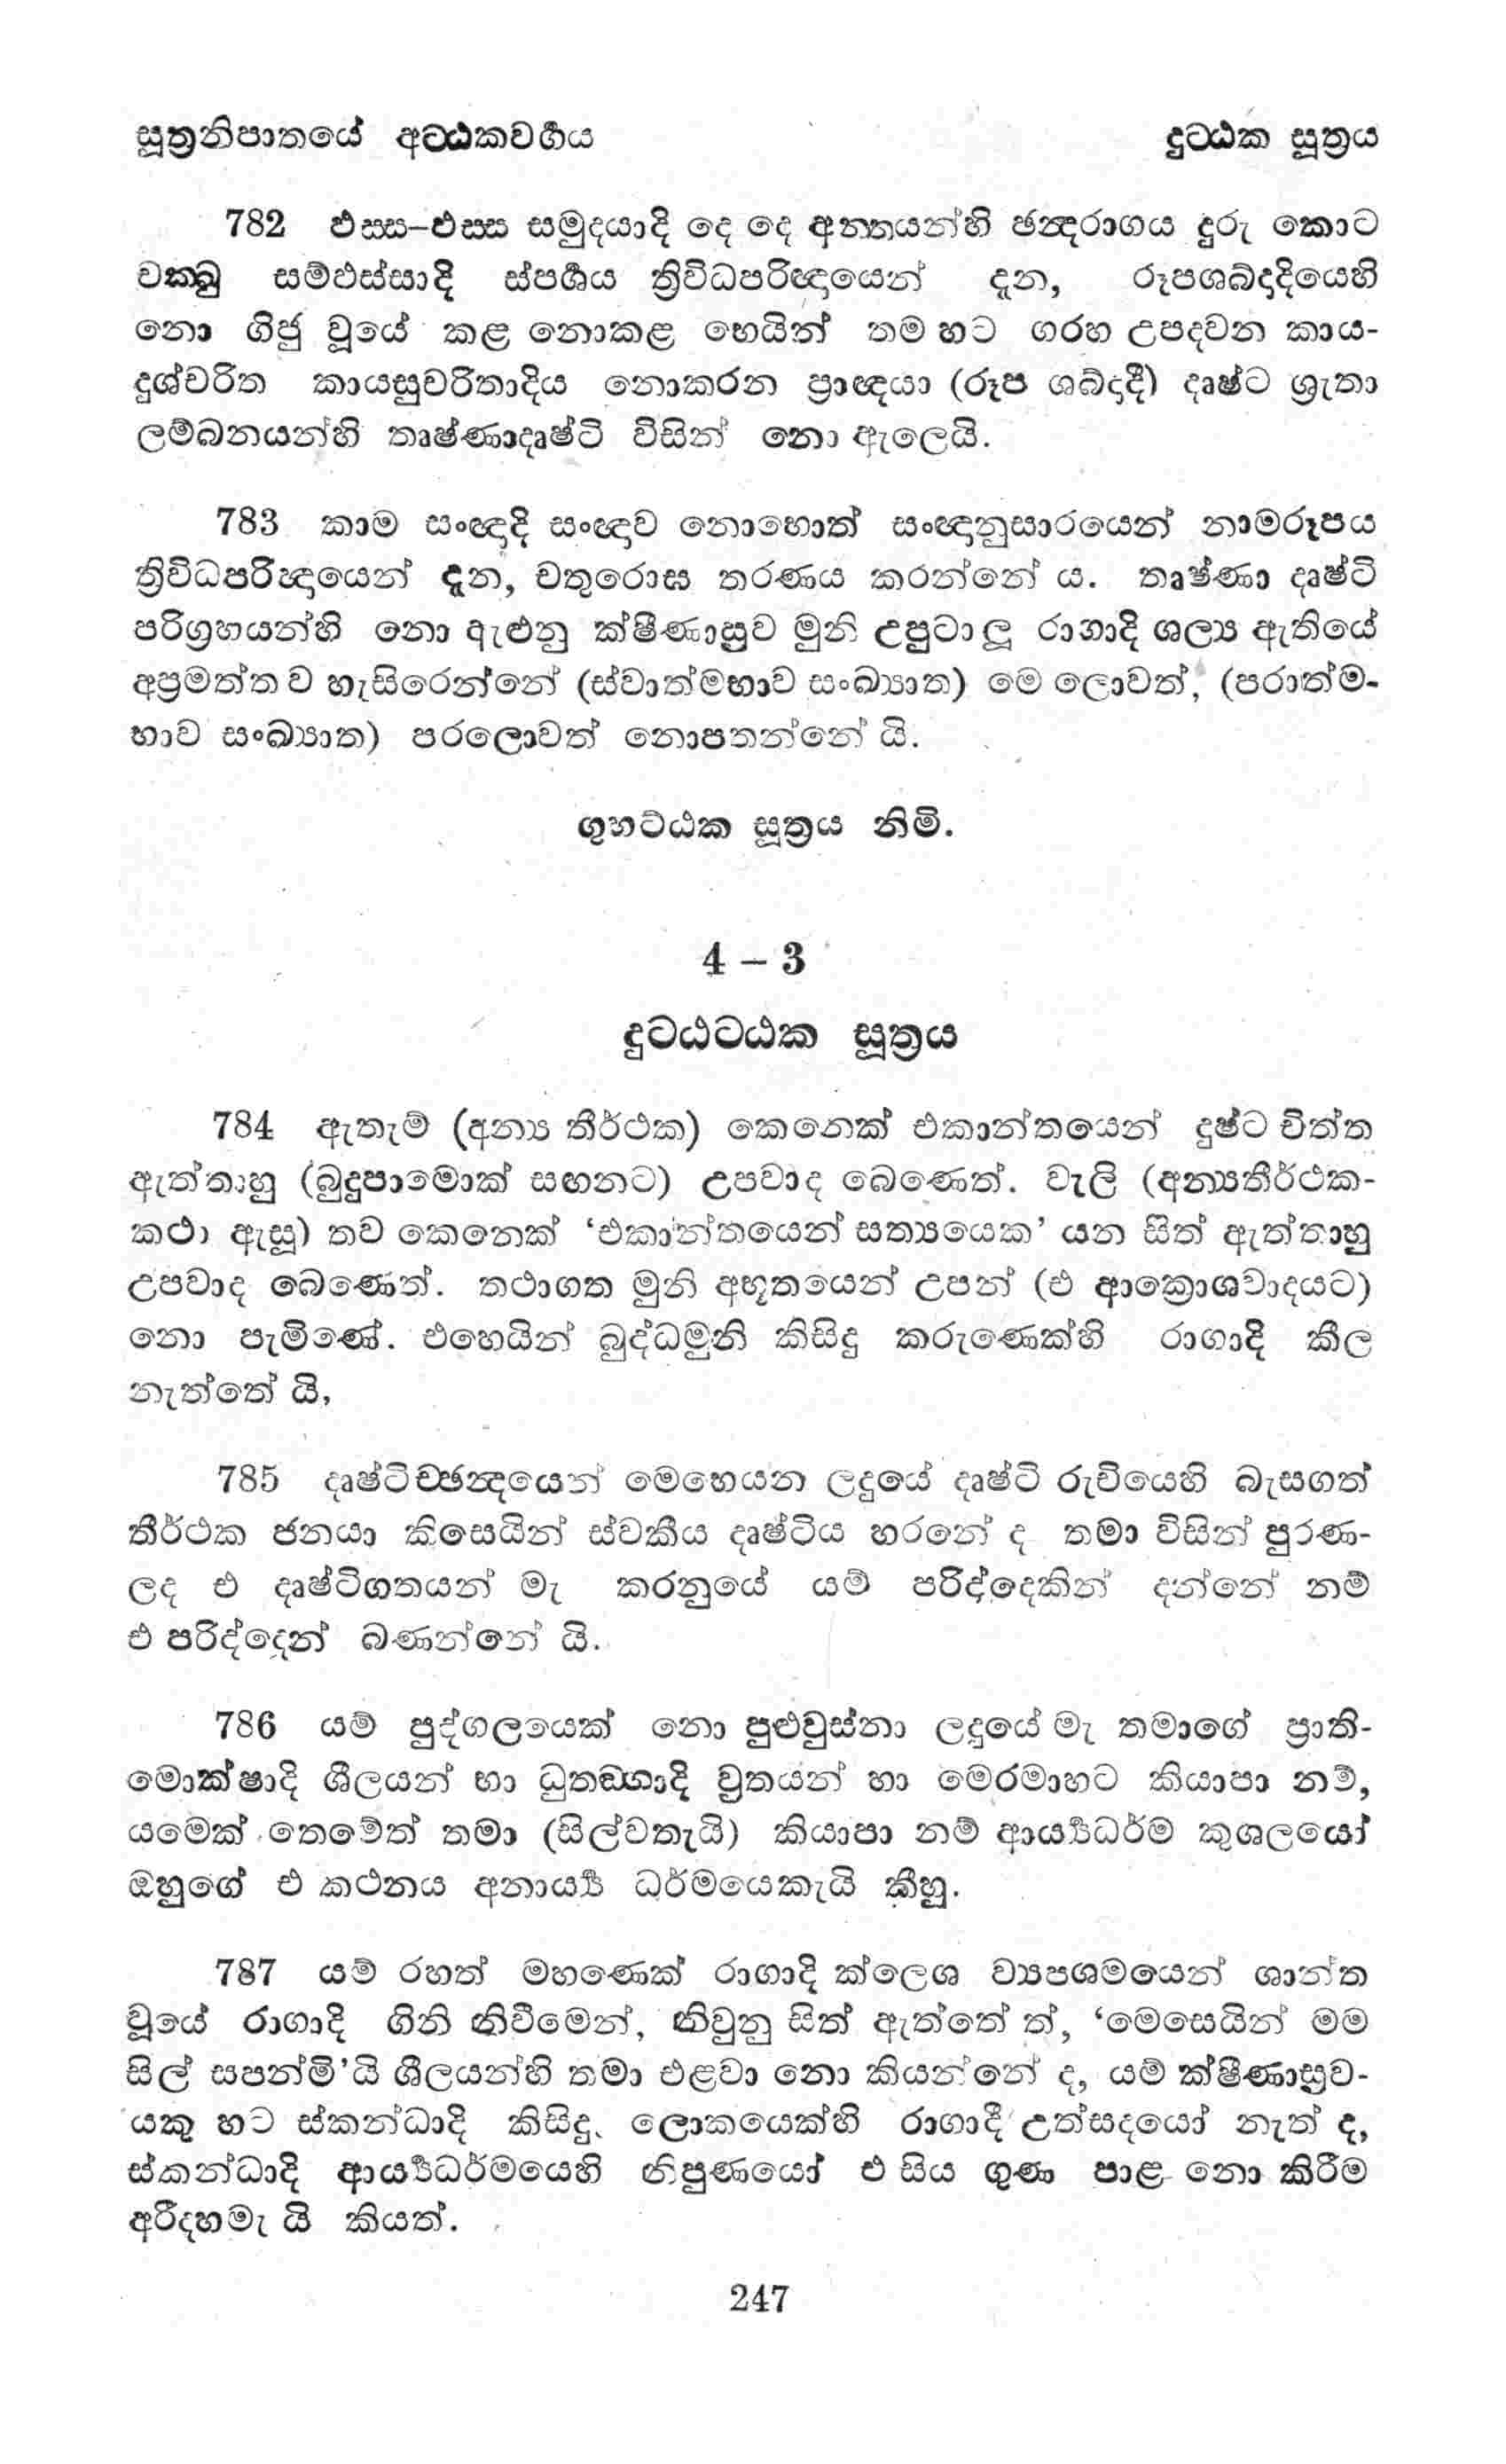 සූත්‍රනිපාතයේ අට්ඨකවර්‍ගය දුට්ඨක සූත්‍රය
782 ඵස්ස–ඵස්ස සමුදයාදි දෙ දෙ අන්තයන්හි ඡන්දරාගය දුරු කොට
චක්ඛු සම්ඵස්සාදි ස්පර්‍ශය ත්‍රිවිධපරිඥායෙන් දැන, රූපශබ්දාදියෙහි
නො ගිජු වූයේ කළ නොකළ හෙයින් තම හට ගරහ උපදවන කාය-
දුශ්චරිත කායසුචරිතාදිය නොකරන ප්‍රාඥයා (රූප ශබ්දාදී) දෘෂ්ට ශ්‍රැතා
ලම්බනයන්හි තෘෂ්ණාදෘෂ්ටි විසින් නො ඇලෙයි.
783 කාම සංඥාදි සංඥාව නොහොත් සංඥානුසාරයෙන් නාමරූපය
ත්‍රිවිධපරිඥායෙන් දැන, චතුරොඝ තරණය කරන්නේ ය. තෘෂ්ණා දෘෂ්ටි
පරිග්‍රහයන්හි නො ඇළුනු ක්ෂීණාස්‍රව මුනි උපුටාලූ රාගාදි ශල්‍ය ඇතියේ
අප්‍රමත්ත ව හැසිරෙන්නේ (ස්වාත්මභාව සංඛ්‍යාත) මෙ ලොවත්, (පරාත්ම-
භාව සංඛ්‍යාත) පරලොවත් නොපතන්නේ යි.
ගුහට්ඨක සූත්‍රය නිමි.
4 – 3
දුට්ඨට්ඨක සූත්‍රය
784 ඇතැම් (අන්‍ය තීර්ථක) කෙනෙක් එකාන්තයෙන් දුෂ්ට චිත්ත
ඇත්තාහු (බුදුපාමොක් සඟනට) උපවාද බෙණෙත්. වැලි (අන්‍යතීර්ථක-
කථා ඇසූ) තව කෙනෙක් ‘එකාන්තයෙන් සත්‍යයෙක’ යන සිත් ඇත්තාහු
උපවාද බෙණෙත්. තථාගත මුනි අභූතයෙන් උපන් (එ ආක්‍රොශවාදයට)
නො පැමිණේ. එහෙයින් බුද්ධමුනි කිසිදු කරුණෙක්හි රාගාදි කීල
නැත්තේ යි,
785 දෘෂ්ටිච්ඡන්දයෙන් මෙහෙයන ලදුයේ දෘෂ්ටි රුචියෙහි බැසගත්
තීර්ථක ජනයා කිසෙයින් ස්වකීය දෘෂ්ටිය හරනේ ද තමා විසින් පුරණ-
ලද එ දෘෂ්ටිගතයන් මැ කරනුයේ යම් පරිද්දෙකින් දන්නේ නම්
එ පරිද්දෙන් බණන්නේ යි.
786 යම් පුද්ගලයෙක් නො පුළුවුස්නා ලදුයේ මැ තමාගේ ප්‍රාති-
මොක්ෂාදි ශීලයන් හා ධුතඞ්ගාදි ව්‍රතයන් හා මෙරමාහට කියාපා නම්,
යමෙක් තෙමේත් තමා (සිල්වතැයි) කියාපා නම් ආර්‍ය්‍යධර්ම කුශලයෝ
ඔහුගේ එ කථනය අනාර්‍ය්‍ය ධර්මයෙකැයි කීහු.
787 යම් රහත් මහණෙක් රාගාදි ක්ලෙශ ව්‍යපශමයෙන් ශාන්ත
වූයේ රාගාදි ගිනි නිවීමෙන්, නිවුනු සිත් ඇත්තේ ත්, ‘මෙසෙයින් මම
සිල් සපන්මි’යි ශීලයන්හි තමා එළවා නො කියන්නේ ද, යම් ක්ෂීණාස්‍රව-
යකු හට ස්කන්ධාදි කිසිදු ලොකයෙක්හි රාගාදී උත්සදයෝ නැත් ද,
ස්කන්ධාදි ආර්‍ය්‍යධර්මයෙහි නිපුණයෝ එ සිය ගුණ පාළ නො කිරීම
අරීදහමැ යි කියත්.
247